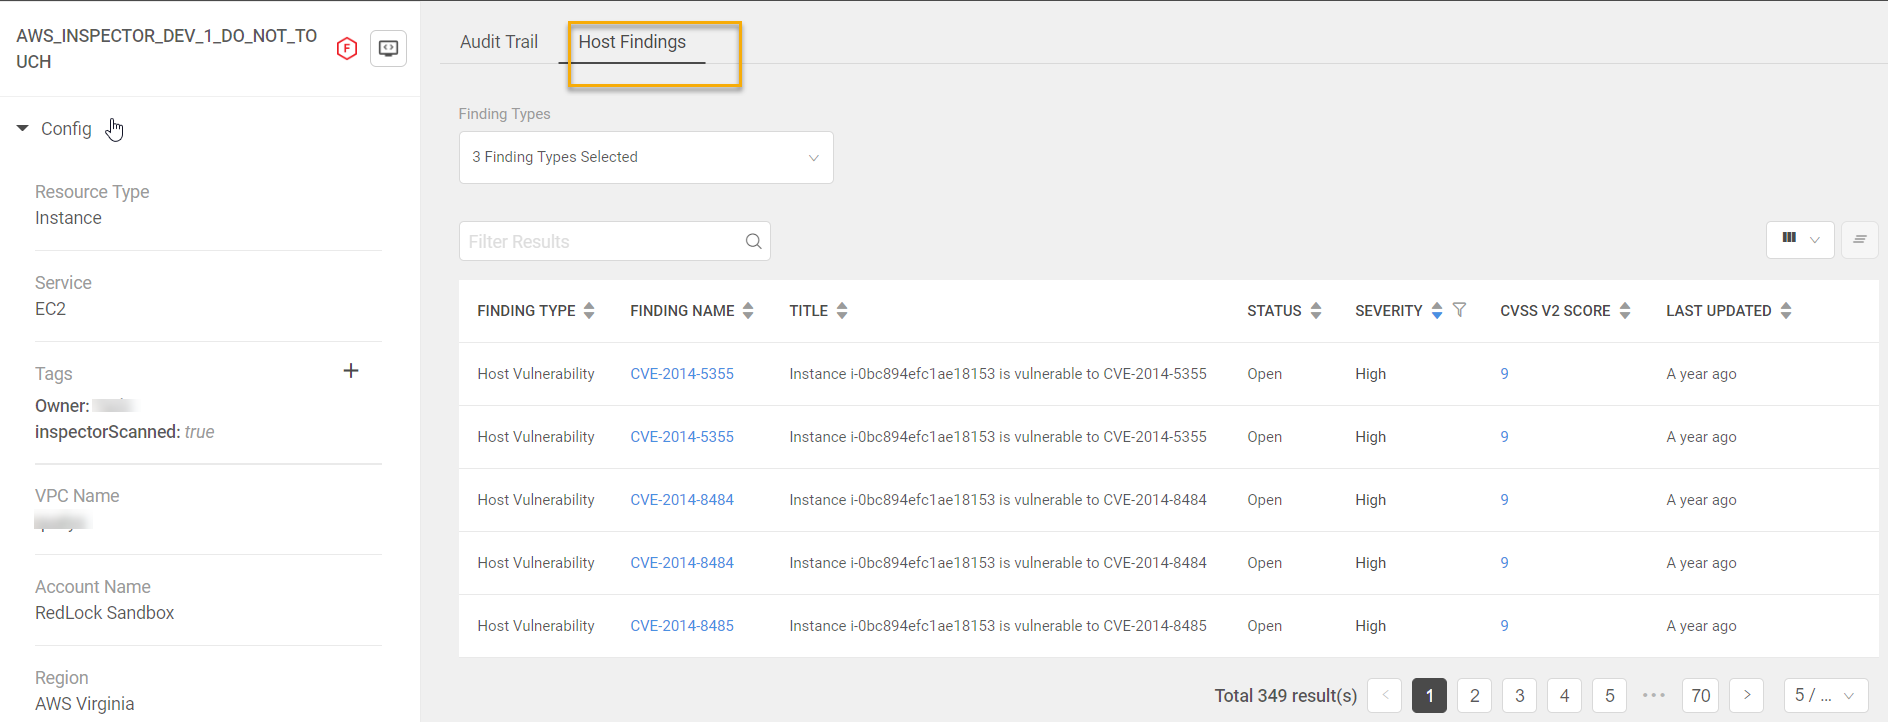 AWS_INSPECTOR_DEV_1_DO_NOT_TO
UCH
F
Config
Resource Type
Instance
Service
EC2
Tags
Owner:
inspectorScanned: true
VPC Name
Account Name
RedLock Sandbox
Region
AWS Virginia
Audit Trail Host Findings
Finding Types
3 Finding Types Selected
Filter Results
FINDING TYPE FINDING NAME TITLE STATUS SEVERITY CVSS V2 SCORE LAST UPDATED
Host Vulnerability CVE-2014-5355 Instance i-0bc894efc1ae18153 is vulnerable to CVE-2014-5355 Open High 9 A year ago
Host Vulnerability CVE-2014-5355 Instance i-0bc894efc1ae18153 is vulnerable to CVE-2014-5355 Open High 9 A year ago
Host Vulnerability CVE-2014-8484 Instance i-0bc894efc1ae18153 is vulnerable to CVE-2014-8484 Open High 9 A year ago
Host Vulnerability CVE-2014-8484 Instance i-0bc894efc1ae18153 is vulnerable to CVE-2014-8484 Open High 9 A year ago
Host Vulnerability CVE-2014-8485 Instance i-0bc894efc1ae18153 is vulnerable to CVE-2014-8485 Open High 9 A year ago
Total 349 result(s) < 1 2 3 4 5 ••• 70 > 5 / ...